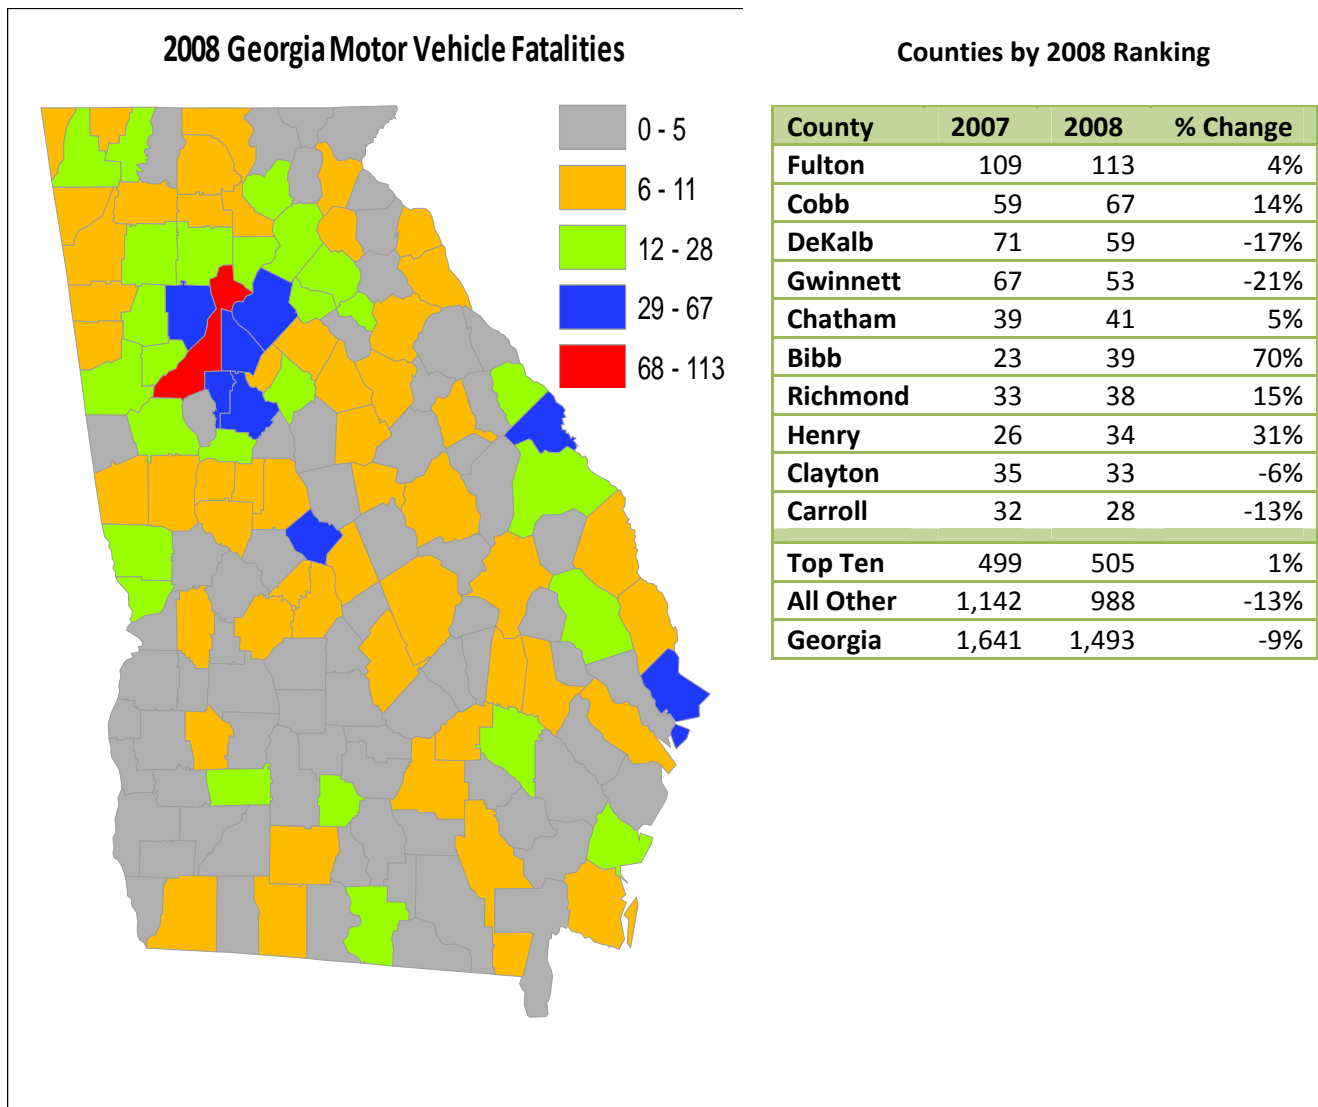 2008 Georgia Motor Vehicle Fatalities
0 - 5
6 - 11
12 - 28
29 - 67
68 - 113
Counties by 2008 Ranking
County 2007 2008 % Change
Fulton 109 113 4%
Cobb 59 67 14%
DeKalb 71 59 -17%
Gwinnett 67 53 -21%
Chatham 39 41 5%
Bibb 23 39 70%
Richmond 33 38 15%
Henry 26 34 31%
Clayton 35 33 -6%
Carroll 32 28 -13%
Top Ten 499 505 1%
All Other 1,142 988 -13%
Georgia 1,641 1,493 -9%